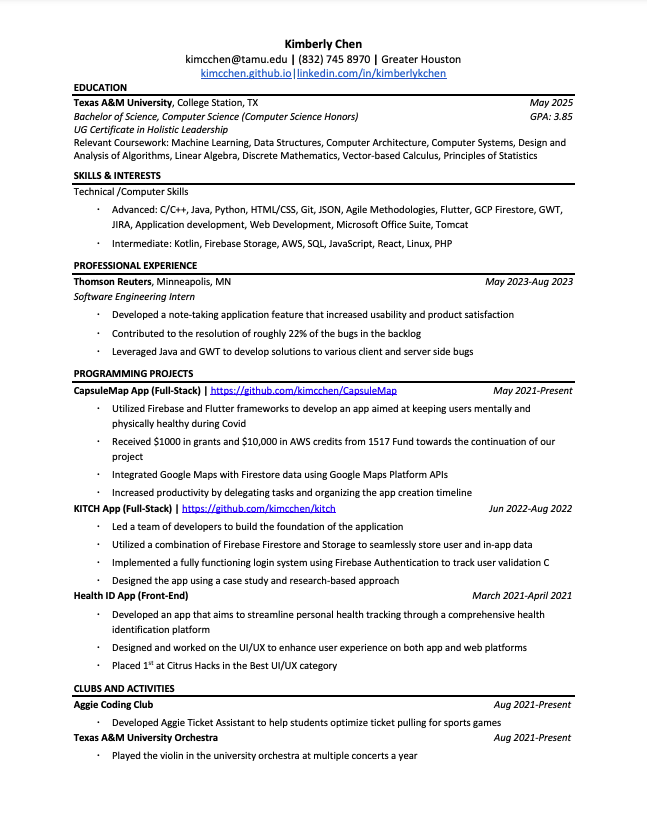 Kimberly Chen
kimcchen@tamu.edu | (832) 745 8970 | Greater Houston
kimcchen.github.io|linkedin.com/in/kimberlykchen
EDUCATION
Texas A&M University, College Station, TX May 2025
Bachelor of Science, Computer Science (Computer Science Honors) GPA: 3.85
UG Certificate in Holistic Leadership
Relevant Coursework: Machine Learning, Data Structures, Computer Architecture, Computer Systems, Design and
Analysis of Algorithms, Linear Algebra, Discrete Mathematics, Vector-based Calculus, Principles of Statistics
SKILLS & INTERESTS
Technical /Computer Skills
· Advanced: C/C++, Java, Python, HTML/CSS, Git, JSON, Agile Methodologies, Flutter, GCP Firestore, GWT,
JIRA, Application development, Web Development, Microsoft Office Suite, Tomcat
· Intermediate: Kotlin, Firebase Storage, AWS, SQL, JavaScript, React, Linux, PHP
PROFESSIONAL EXPERIENCE
Thomson Reuters, Minneapolis, MN May 2023-Aug 2023
Software Engineering Intern
· Developed a note-taking application feature that increased usability and product satisfaction
· Contributed to the resolution of roughly 22% of the bugs in the backlog
· Leveraged Java and GWT to develop solutions to various client and server side bugs
PROGRAMMING PROJECTS
CapsuleMap App (Full-Stack) | https://github.com/kimcchen/CapsuleMap May 2021-Present
· Utilized Firebase and Flutter frameworks to develop an app aimed at keeping users mentally and
physically healthy during Covid
· Received $1000 in grants and $10,000 in AWS credits from 1517 Fund towards the continuation of our
project
· Integrated Google Maps with Firestore data using Google Maps Platform APIs
· Increased productivity by delegating tasks and organizing the app creation timeline
KITCH App (Full-Stack) | https://github.com/kimcchen/kitch Jun 2022-Aug 2022
· Led a team of developers to build the foundation of the application
· Utilized a combination of Firebase Firestore and Storage to seamlessly store user and in-app data
· Implemented a fully functioning login system using Firebase Authentication to track user validation C
· Designed the app using a case study and research-based approach
Health ID App (Front-End) March 2021-April 2021
· Developed an app that aims to streamline personal health tracking through a comprehensive health
identification platform
· Designed and worked on the UI/UX to enhance user experience on both app and web platforms
· Placed 1st at Citrus Hacks in the Best UI/UX category
CLUBS AND ACTIVITIES
Aggie Coding Club Aug 2021-Present
· Developed Aggie Ticket Assistant to help students optimize ticket pulling for sports games
Texas A&M University Orchestra Aug 2021-Present
· Played the violin in the university orchestra at multiple concerts a year